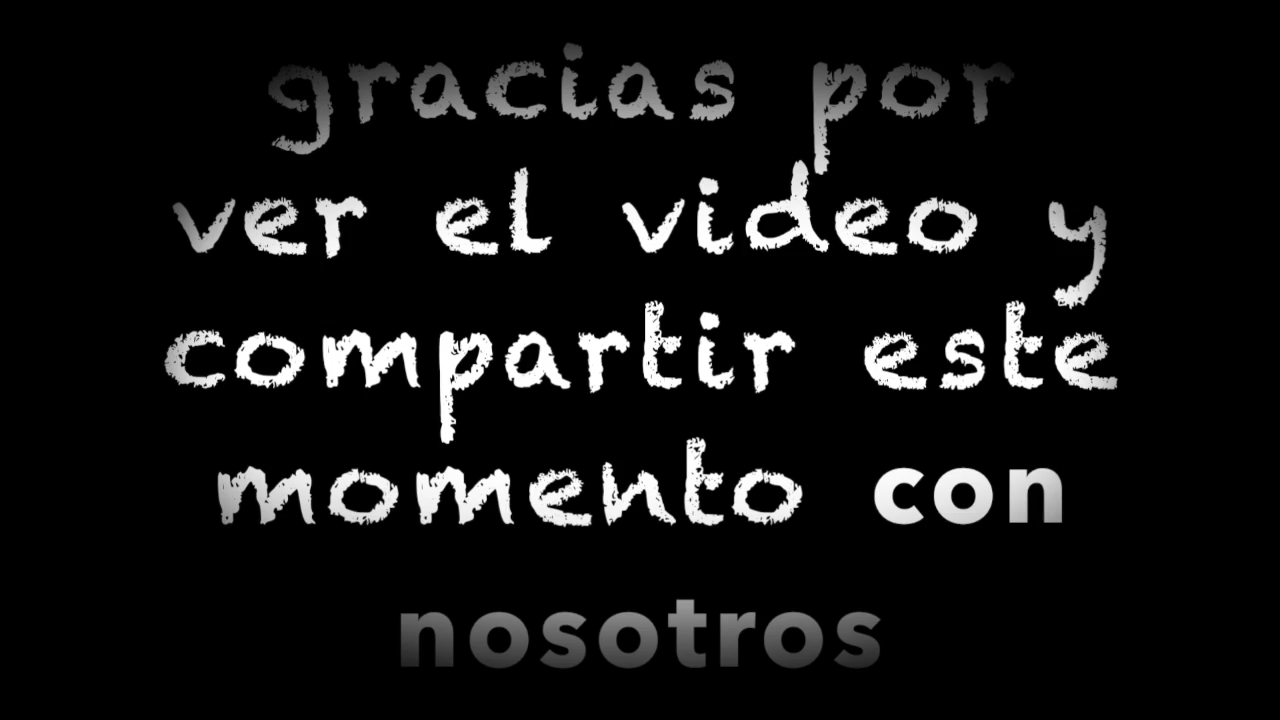 gracias por
ver el video y
compartir este
momento con
nosotros